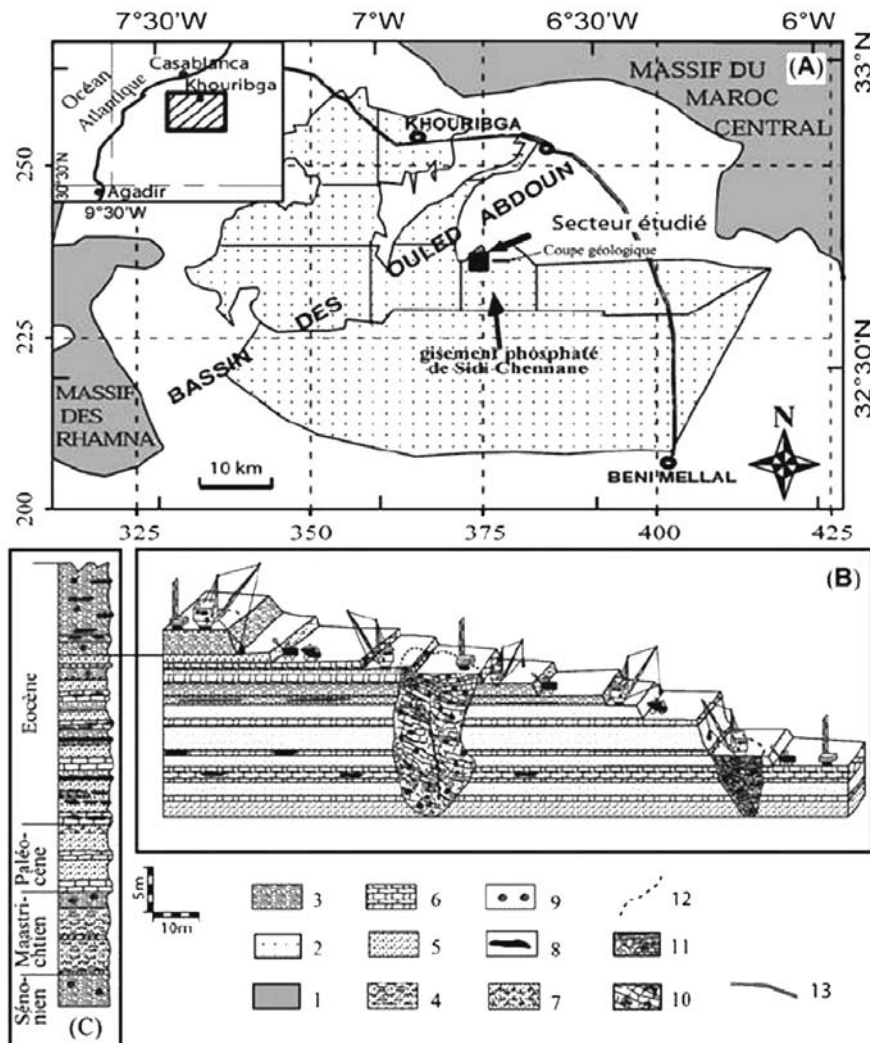 7°30'W 7°W 6°30'W 6°W
(A)
Océan
Atlantique
Casablanca
Khouribga
Agadir
30°30'N
9°30'W
MASSIF DU
MAROC
CENTRAL
33°N
KHOURIBGA
250
BASSIN DES OULED ABDOUN
Secteur étudié
Coupe géologique
225
gisement phosphaté
de Sidi Chennane
32°30'N
MASSIF
DES
RHAMNA
N
10 km
BENI MELLAL
200
325 350 375 400 425
(B)
Eocène
Paléo-
cène
Maastri-
chtien
Séno-
nien
(C)
5m
10m
3 6 9 12
2 5 8 11
1 4 7 10 13